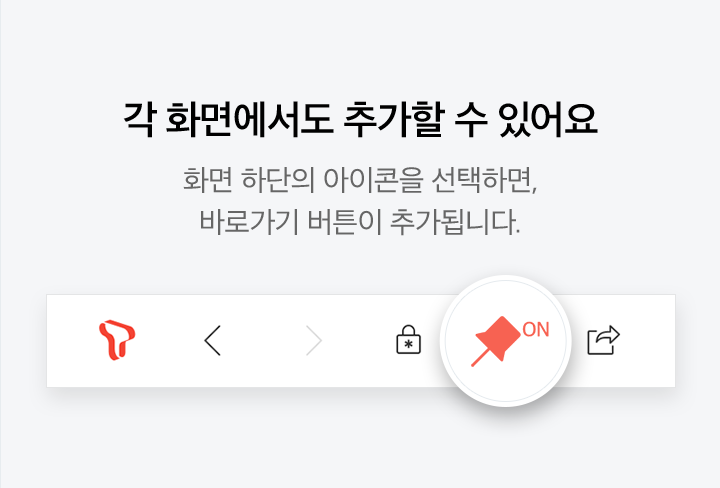 각 화면에서도 추가할 수 있어요
화면 하단의 아이콘을 선택하면,
바로가기 버튼이 추가됩니다.
ON